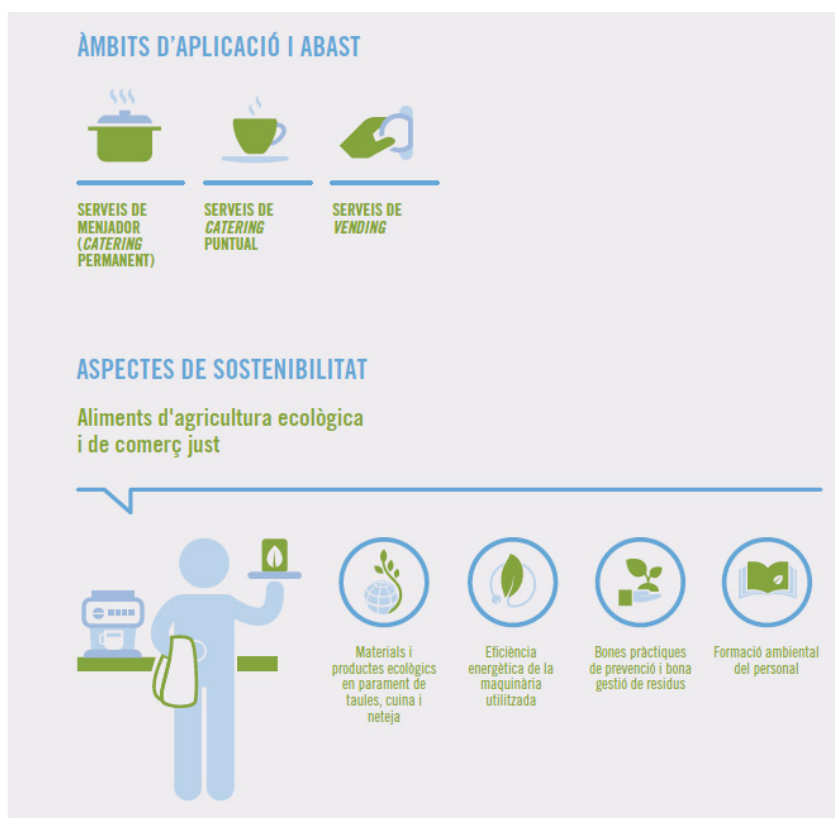 ÀMBITS D'APLICACIÓ I ABAST
SERVEIS DE
MENJADOR
(CATERING
PERMANENT)
SERVEIS DE
CATERING
PUNTUAL
SERVEIS DE
VENDING
ASPECTES DE SOSTENIBILITAT
Aliments d'agricultura ecològica
i de comerç just
Materials i
productes ecològics
en parament de
taules, cuina i
neteja
Eficiència
energètica de la
maquinària
utilitzada
Bones pràctiques
de prevenció i bona
gestió de residus
Formació ambiental
del personal